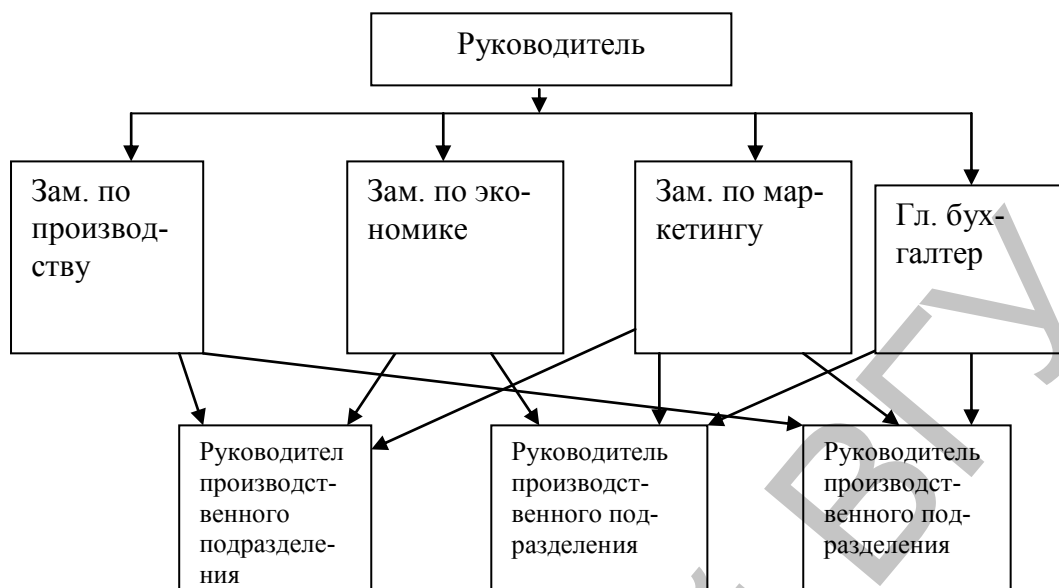 Руководитель
Зам. по
производ-
ству
Зам. по эко-
номике
Зам. по мар-
кетингу
Гл. бух-
галтер
Руководител
производст-
венного
подразделе-
ния
Руководитель
производст-
венного под-
разделения
Руководитель
производст-
венного под-
разделения
ВГУ